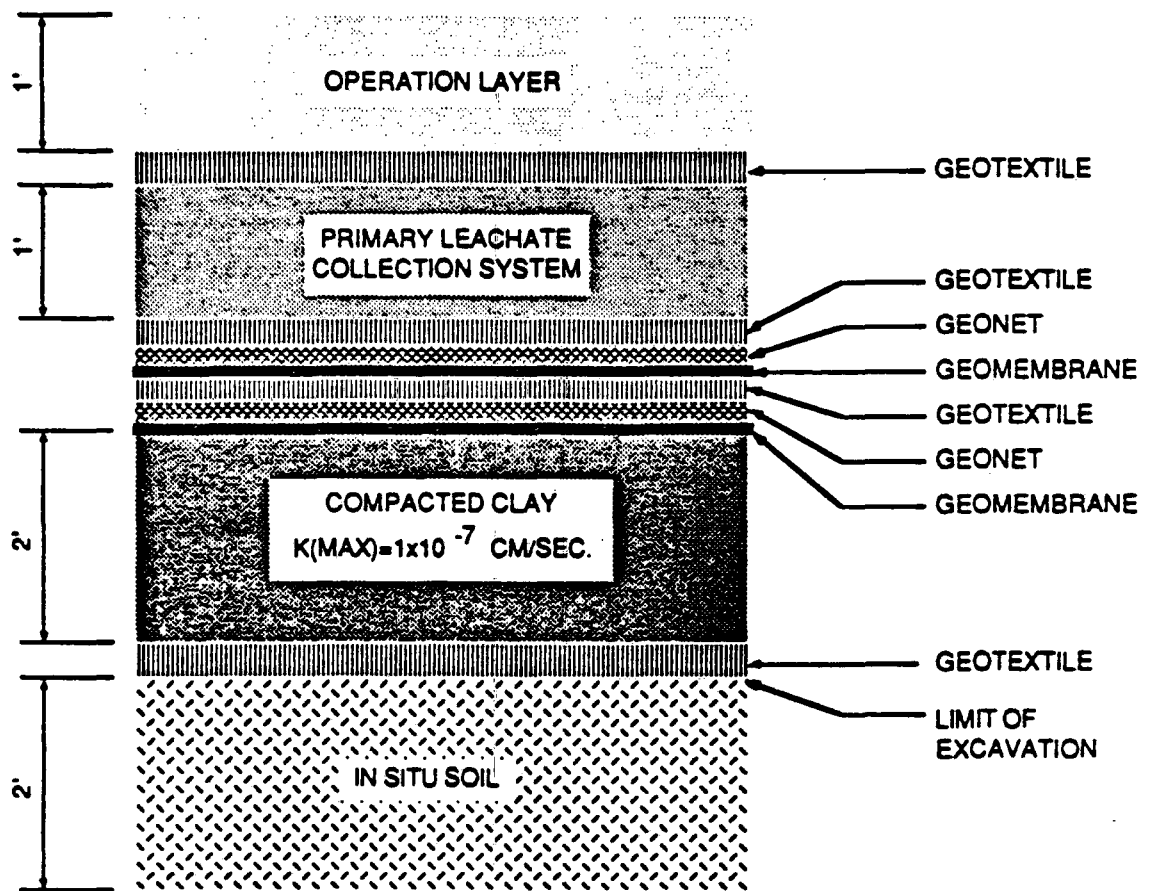 1'
OPERATION LAYER
GEOTEXTILE
1'
PRIMARY LEACHATE
COLLECTION SYSTEM
GEOTEXTILE
GEONET
GEOMEMBRANE
GEOTEXTILE
GEONET
GEOMEMBRANE
2'
COMPACTED CLAY
K(MAX)=1x10 -7 CM/SEC.
GEOTEXTILE
LIMIT OF
EXCAVATION
2'
IN SITU SOIL